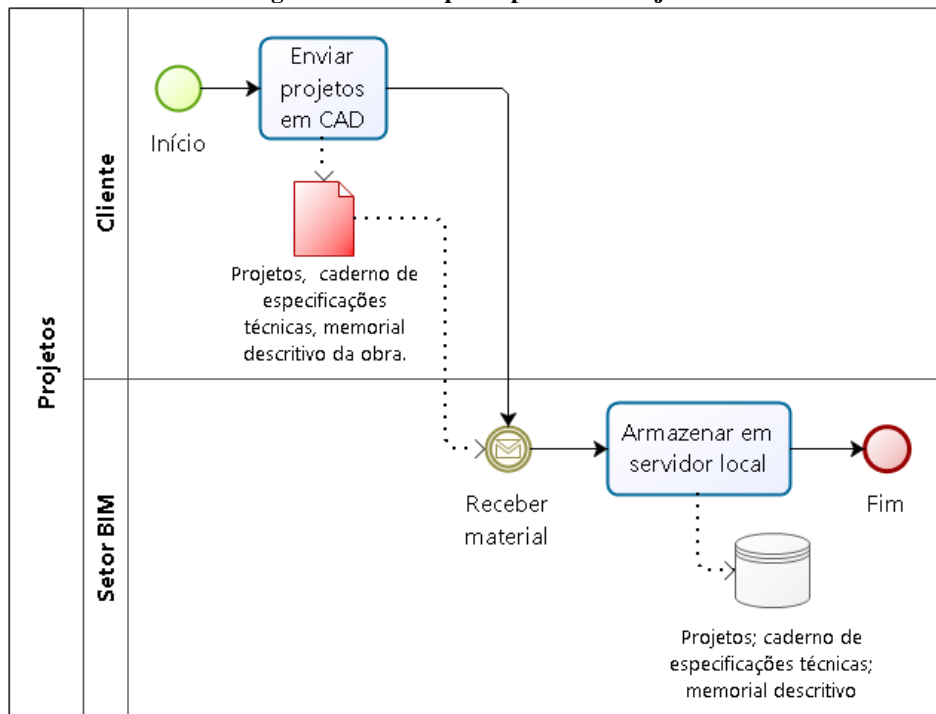 Projetos
Cliente
Início
Enviar
projetos
em CAD
Projetos, caderno de
especificações
técnicas, memorial
descritivo da obra.
Setor BIM
Receber
material
Armazenar em
servidor local
Fim
Projetos; caderno de
especificações técnicas;
memorial descritivo